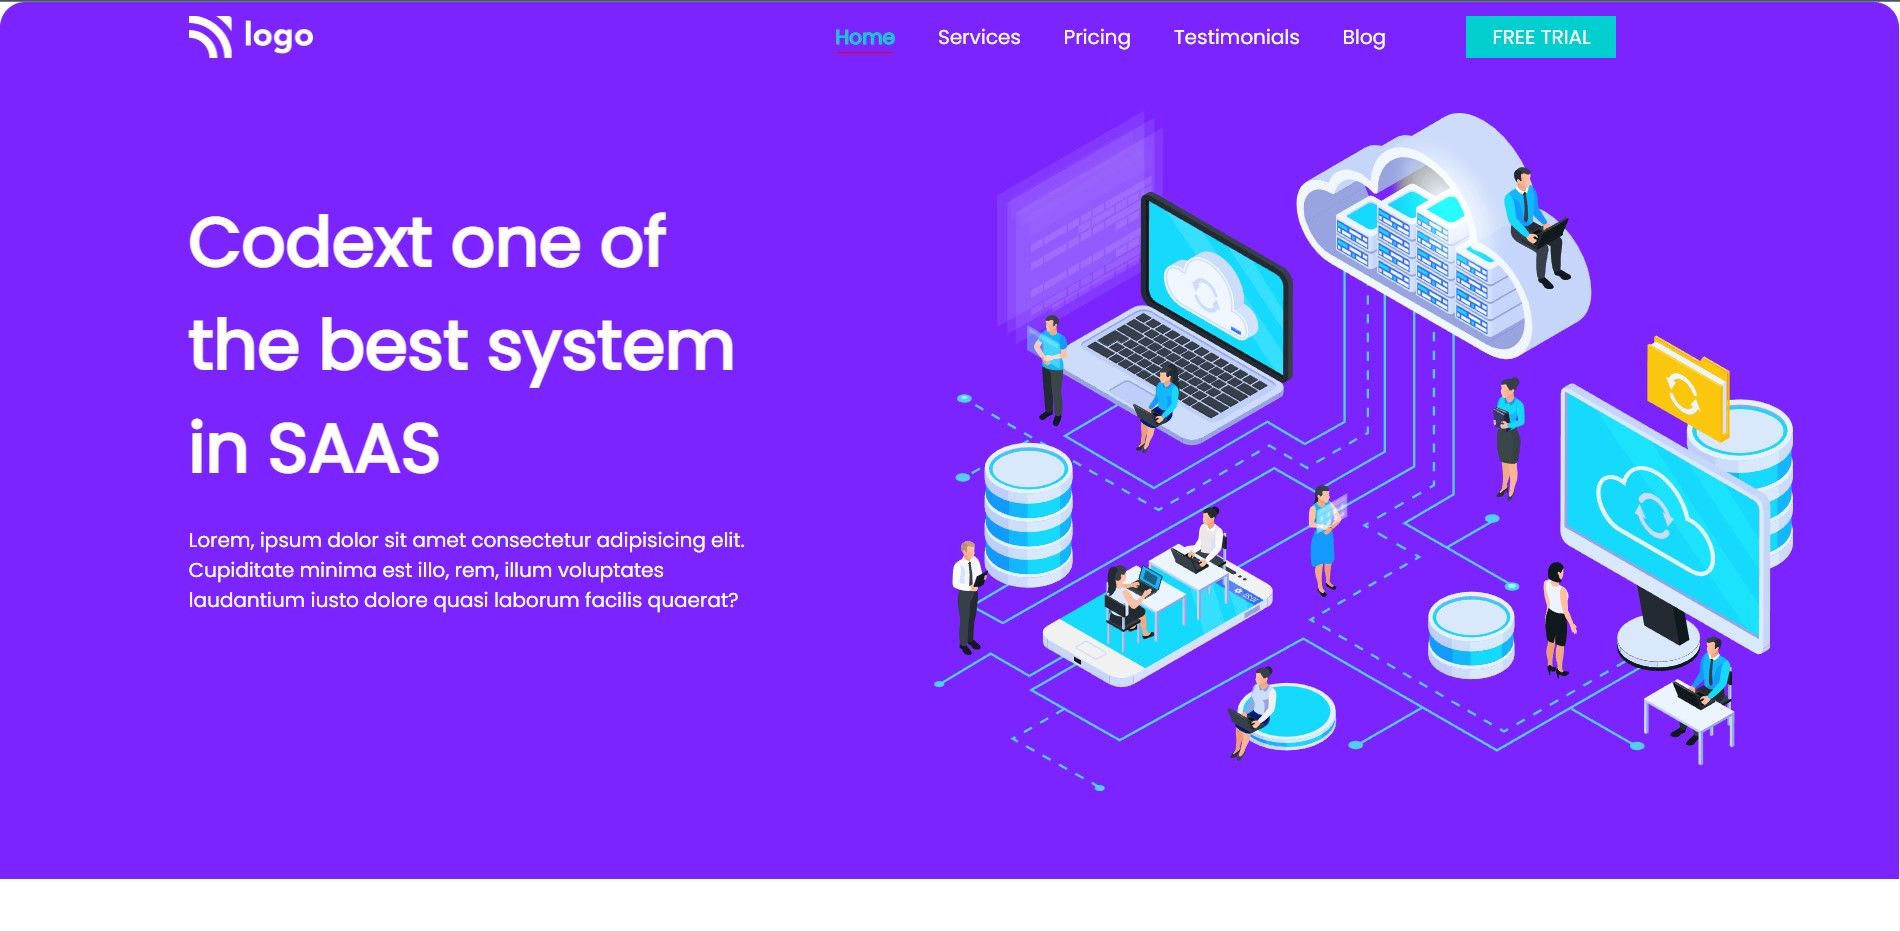 logo
Home Services Pricing Testimonials Blog FREE TRIAL
Codext one of
the best system
in SAAS
Lorem, ipsum dolor sit amet consectetur adipisicing elit.
Cupiditate minima est illo, rem, illum voluptates
laudantium iusto dolore quasi laborum facilis quaerat?